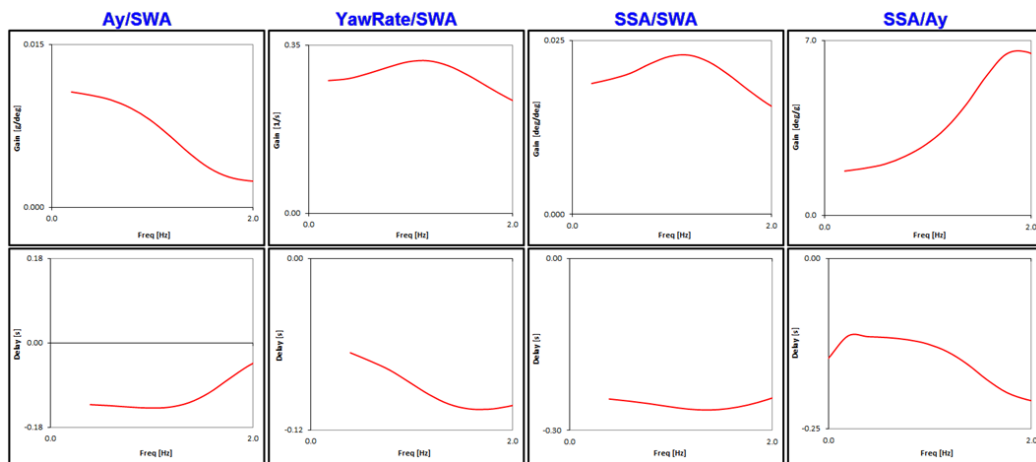 Ay/SWA
YawRate/SWA
SSA/SWA
SSA/Ay
0.015
Gain [g/deg]
0.000
0.0
2.0
Freq [Hz]
0.35
Gain [1/s]
0.00
0.0
2.0
Freq [Hz]
0.025
Gain [deg/deg]
0.000
0.0
2.0
Freq [Hz]
7.0
Gain [deg/g]
0.0
0.0
2.0
Freq [Hz]
0.18
Delay [s]
0.00
-0.18
0.0
2.0
Freq [Hz]
0.00
Delay [s]
-0.12
0.0
2.0
Freq [Hz]
0.00
Delay [s]
-0.30
0.0
2.0
Freq [Hz]
-0.00
Delay [s]
-0.25
0.0
2.0
Freq [Hz]